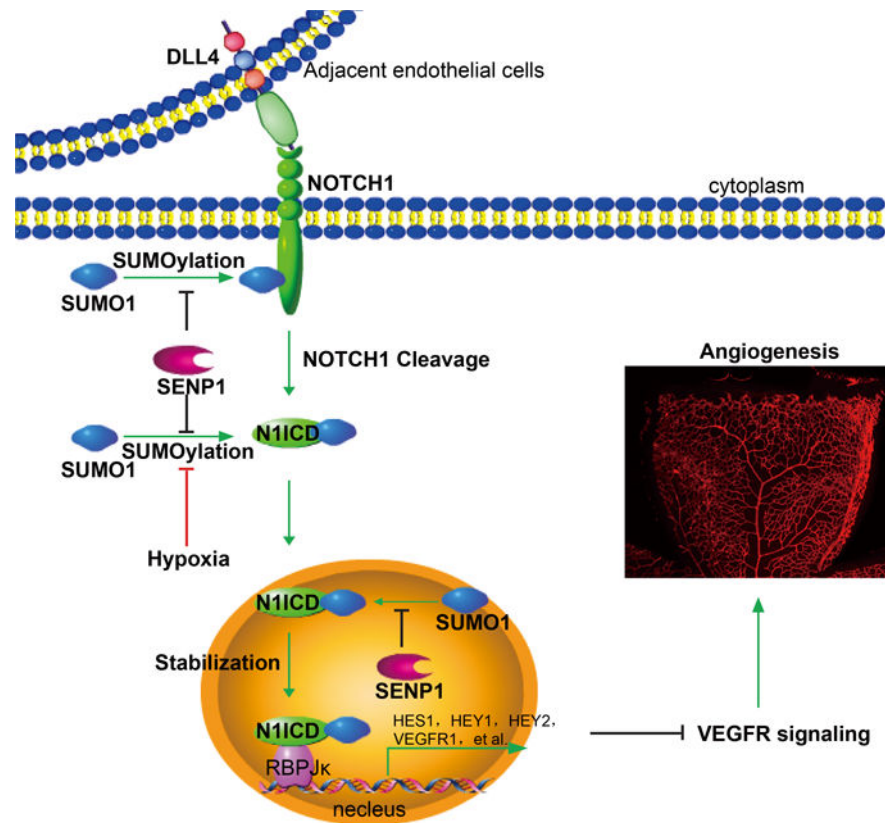 DLL4
Adjacent endothelial cells
NOTCH1
cytoplasm
SUMOylation
SUMO1
NOTCH1 Cleavage
SENP1
Angiogenesis
N1ICD
SUMOylation
SUMO1
Hypoxia
N1ICD
SUMO1
Stabilization
SENP1
HES1，HEY1，HEY2，
VEGFR1，et al.
N1ICD
VEGFR signaling
RBPJκ
necleus